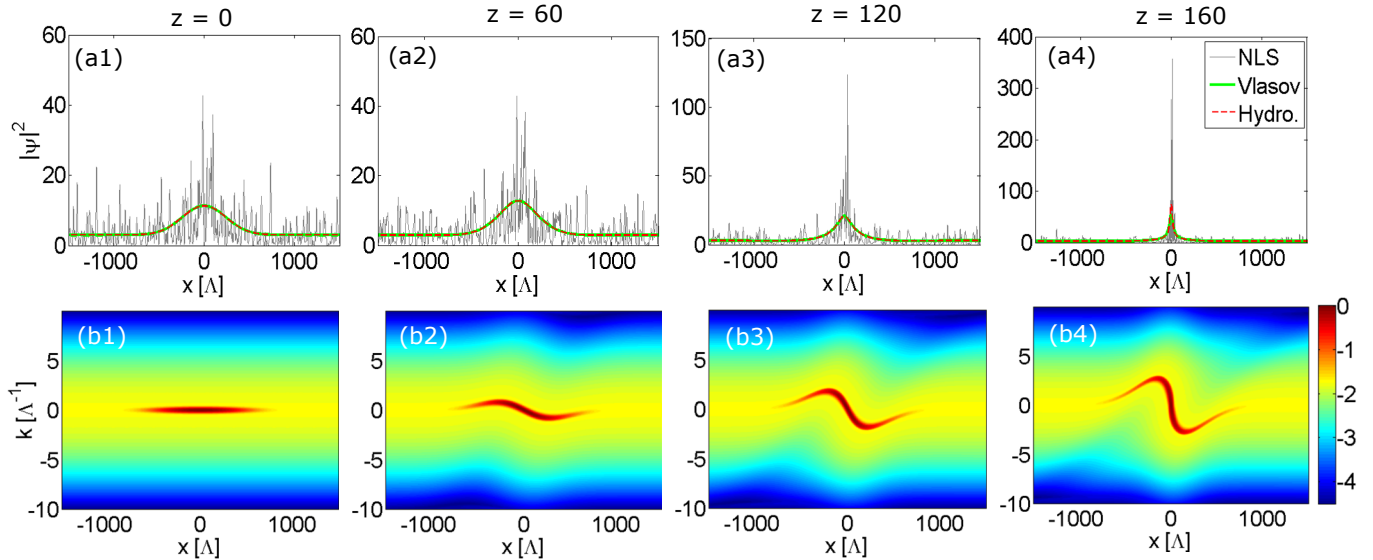 z = 0 z = 60 z = 120 z = 160
60 60 150 400
(a1) (a2) (a3) (a4) NLS
Vlasov
Hydro.
|Ψ|²
40 40 100 300
200
20 20 50 100
0 0 0 0
-1000 0 1000 -1000 0 1000 -1000 0 1000 -1000 0 1000
x [Λ] x [Λ] x [Λ] x [Λ]
(b1) (b2) (b3) (b4) 0
5 5 5 5 -1
k [Λ⁻¹]
0 0 0 0 -2
-5 -5 -5 -5 -3
-4
-10 -10 -10 -10
-1000 0 1000 -1000 0 1000 -1000 0 1000 -1000 0 1000
x [Λ] x [Λ] x [Λ] x [Λ]